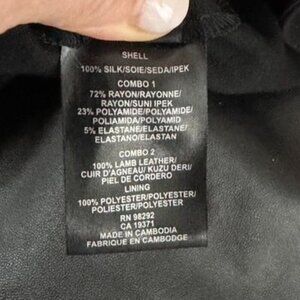 SHELL
100% SILK/SOIE/SEDA/IPEK
COMBO 1
72% RAYON/RAYONNE/
RAYON/SUNI IPEK
23% POLYAMIDE/POLYAMIDE/
POLIAMIDA/POLYAMID
5% ELASTANE/ELASTANE/
ELASTANO/ELASTAN
COMBO 2
100% LAMB LEATHER/
CUIR D'AGNEAU/ KUZU DERI/
PIEL DE CORDERO
LINING
100% POLYESTER/POLYESTER/
POLIESTER/POLYESTER
RN 98292
CA 19371
MADE IN CAMBODIA
FABRIQUE EN CAMBODGE